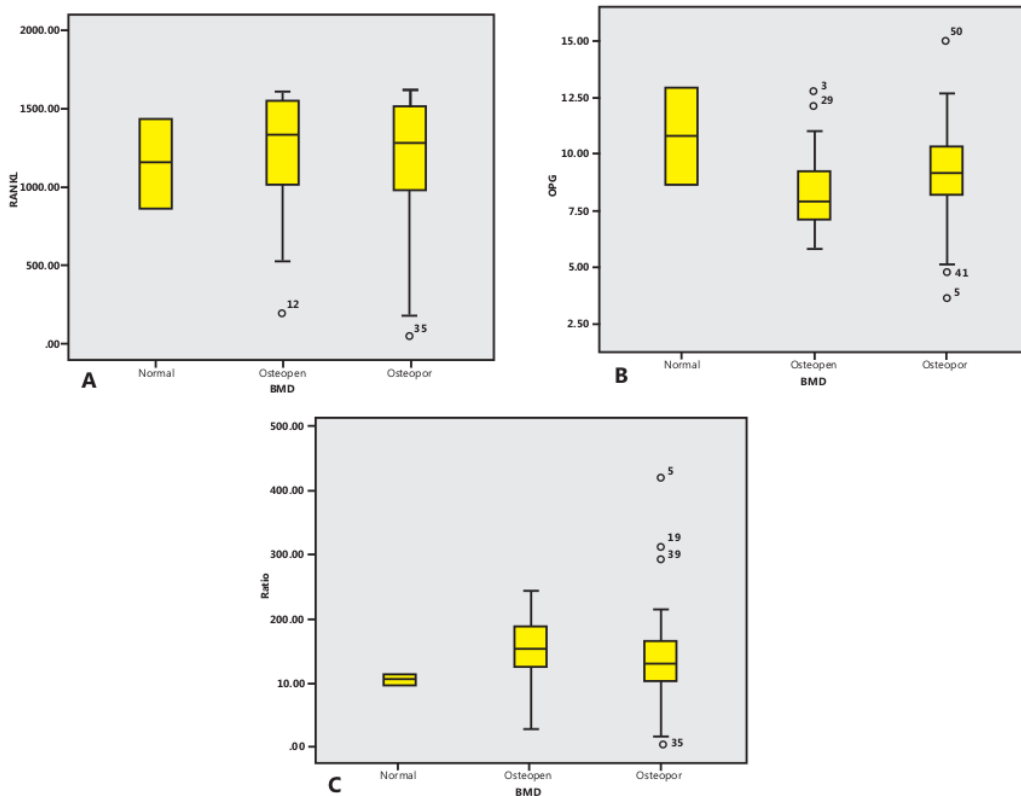 2000.00
1500.00
1000.00
500.00
.00
RANKL
12
35
Normal
Osteopen
Osteopor
BMD
A
15.00
12.50
10.00
7.50
5.00
2.50
OPG
50
3
29
41
5
Normal
Osteopen
Osteopor
BMD
B
500.00
400.00
300.00
200.00
10.00
.00
Ratio
5
19
39
35
Normal
Osteopen
Osteopor
BMD
C